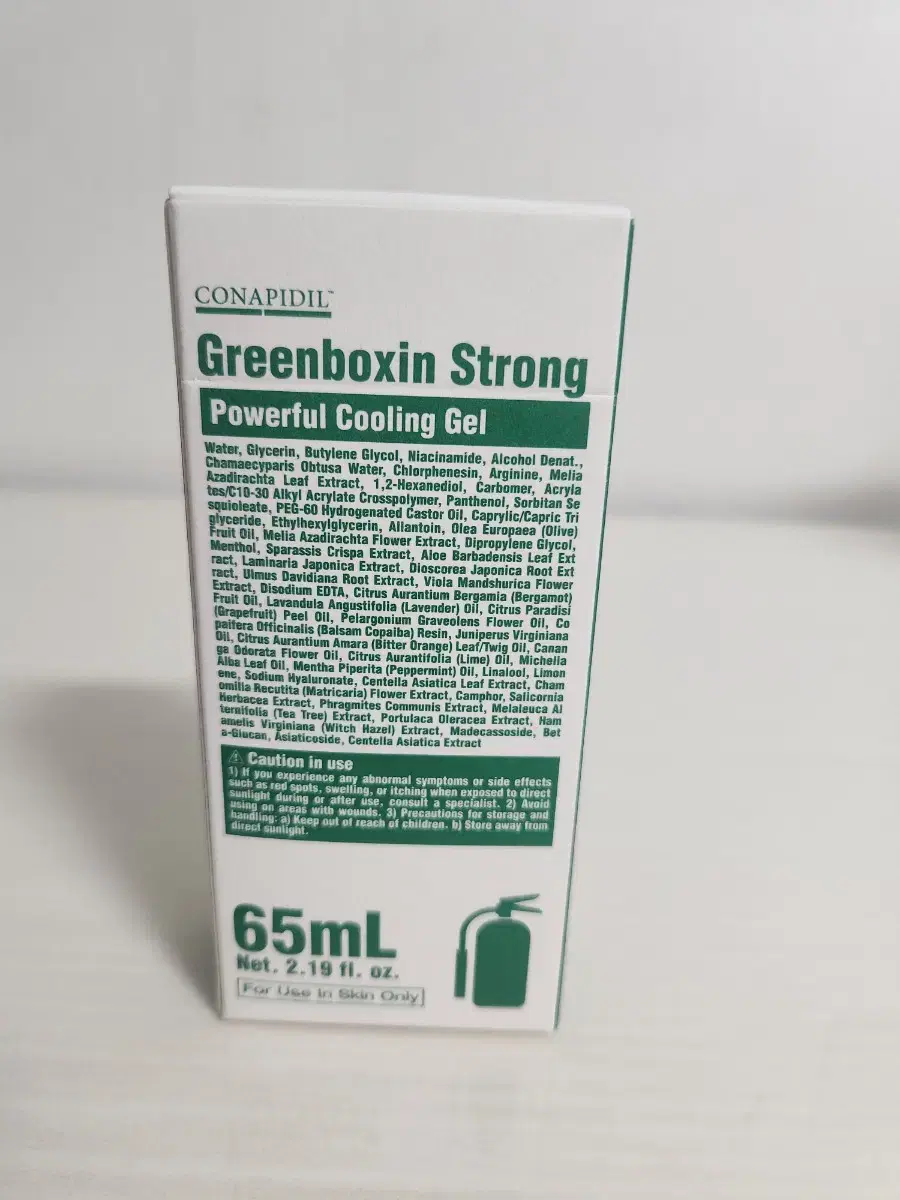 CONAPIDIL™
Greenboxin Strong
Powerful Cooling Gel
Water, Glycerin, Butylene Glycol, Niacinamide, Alcohol Denat.,
Chamaecyparis Obtusa Water, Chlorphenesin, Arginine, Melia
Azadirachta Leaf Extract, 1,2-Hexanediol, Carbomer, Acryla
tes/C10-30 Alkyl Acrylate Crosspolymer, Panthenol, Sorbitan Se
squioleate, PEG-60 Hydrogenated Castor Oil, Caprylic/Capric Tri
glyceride, Ethylhexylglycerin, Allantoin, Olea Europaea (Olive)
Fruit Oil, Melia Azadirachta Flower Extract, Dipropylene Glycol,
Menthol, Sparassis Crispa Extract, Aloe Barbadensis Leaf Ext
ract, Laminaria Japonica Extract, Dioscorea Japonica Root Ext
ract, Ulmus Davidiana Root Extract, Viola Mandshurica Flower
Extract, Disodium EDTA, Citrus Aurantium Bergamia (Bergamot)
Fruit Oil, Lavandula Angustifolia (Lavender) Oil, Citrus Paradisi
(Grapefruit) Peel Oil, Pelargonium Graveolens Flower Oil, Co
paifera Officinalis (Balsam Copaiba) Resin, Juniperus Virginiana
Oil, Citrus Aurantium Amara (Bitter Orange) Leaf/Twig Oil, Canan
ga Odorata Flower Oil, Citrus Aurantifolia (Lime) Oil, Michelia
Alba Leaf Oil, Mentha Piperita (Peppermint) Oil, Linalool, Limon
ene, Sodium Hyaluronate, Centella Asiatica Leaf Extract, Cham
omilla Recutita (Matricaria) Flower Extract, Camphor, Salicornia
Herbacea Extract, Phragmites Communis Extract, Melaleuca Al
ternifolia (Tea Tree) Extract, Portulaca Oleracea Extract, Ham
amelis Virginiana (Witch Hazel) Extract, Madecassoside, Bet
a-Glucan, Asiaticoside, Centella Asiatica Extract
Caution in use
1) If you experience any abnormal symptoms or side effects
such as red spots, swelling, or itching when exposed to direct
sunlight during or after use, consult a specialist. 2) Avoid
using on areas with wounds. 3) Precautions for storage and
handling: a) Keep out of reach of children. b) Store away from
direct sunlight.
65mL
Net. 2.19 fl. oz.
For Use in Skin Only